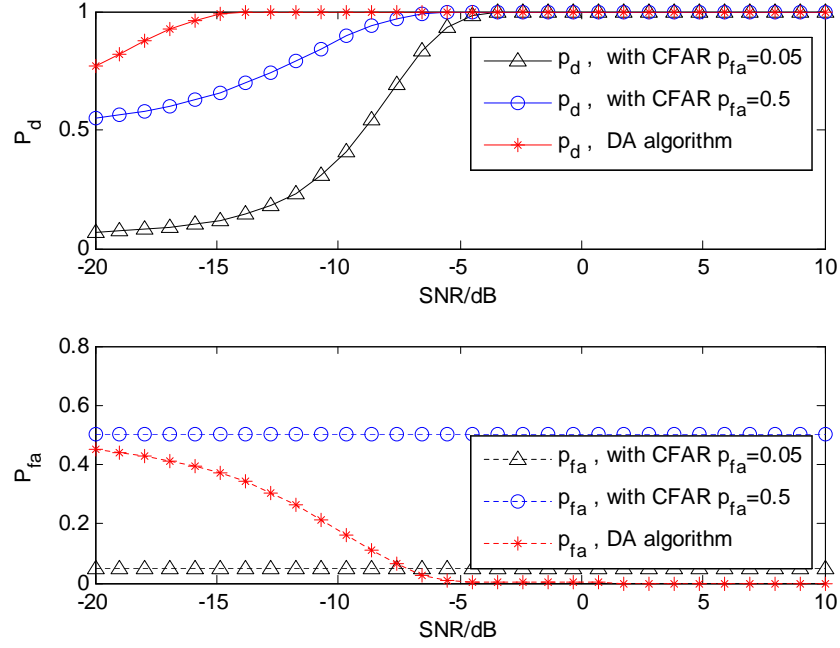 1
0.5
0
P_d
-20 -15 -10 -5 0 5 10
SNR/dB
p_d , with CFAR p_fa=0.05
p_d , with CFAR p_fa=0.5
p_d , DA algorithm
0.8
0.6
0.4
0.2
0
P_fa
-20 -15 -10 -5 0 5 10
SNR/dB
p_fa , with CFAR p_fa=0.05
p_fa , with CFAR p_fa=0.5
p_fa , DA algorithm